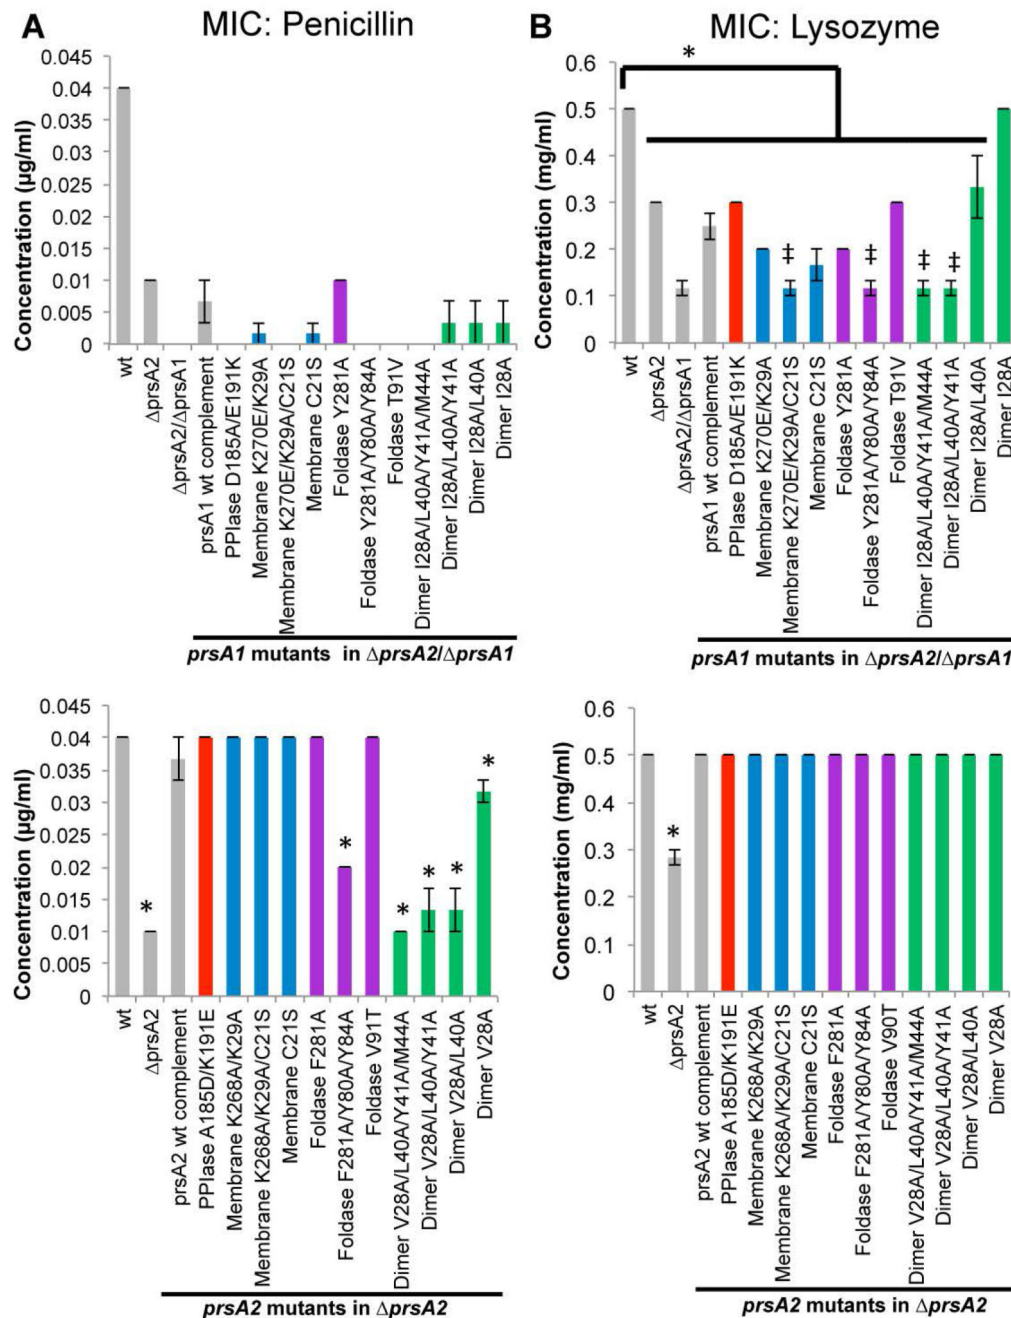 A
MIC: Penicillin
0.045
0.04
0.035
0.03
0.025
0.02
0.015
0.01
0.005
0
Concentration (μg/ml)
wt
ΔprsA2
ΔprsA2/ΔprsA1
prsA1 wt complement
PPIase D185A/E191K
Membrane K270E/K29A
Membrane K270E/K29A/C21S
Membrane C21S
Foldase Y281A
Foldase Y281A/Y80A/Y84A
Foldase T91V
Dimer I28A/L40A/Y41A/M44A
Dimer I28A/L40A/Y41A
Dimer I28A/L40A
Dimer I28A
prsA1 mutants in ΔprsA2/ΔprsA1
B
MIC: Lysozyme
*
0.6
0.5
0.4
0.3
0.2
0.1
0
Concentration (mg/ml)
‡
‡
‡
‡
wt
ΔprsA2
ΔprsA2/ΔprsA1
prsA1 wt complement
PPIase D185A/E191K
Membrane K270E/K29A
Membrane K270E/K29A/C21S
Membrane C21S
Foldase Y281A
Foldase Y281A/Y80A/Y84A
Foldase T91V
Dimer I28A/L40A/Y41A/M44A
Dimer I28A/L40A/Y41A
Dimer I28A/L40A
Dimer I28A
prsA1 mutants in ΔprsA2/ΔprsA1
0.045
0.04
0.035
0.03
0.025
0.02
0.015
0.01
0.005
0
Concentration (μg/ml)
*
*
*
*
*
*
wt
ΔprsA2
prsA2 wt complement
PPIase A185D/K191E
Membrane K268A/K29A
Membrane K268A/K29A/C21S
Membrane C21S
Foldase F281A
Foldase F281A/Y80A/Y84A
Foldase V91T
Dimer V28A/L40A/Y41A/M44A
Dimer V28A/L40A/Y41A
Dimer V28A/L40A
Dimer V28A
prsA2 mutants in ΔprsA2
0.6
0.5
0.4
0.3
0.2
0.1
0
Concentration (mg/ml)
*
wt
ΔprsA2
prsA2 wt complement
PPIase A185D/K191E
Membrane K268A/K29A
Membrane K268A/K29A/C21S
Membrane C21S
Foldase F281A
Foldase F281A/Y80A/Y84A
Foldase V90T
Dimer V28A/L40A/Y41A/M44A
Dimer V28A/L40A/Y41A
Dimer V28A/L40A
Dimer V28A
prsA2 mutants in ΔprsA2